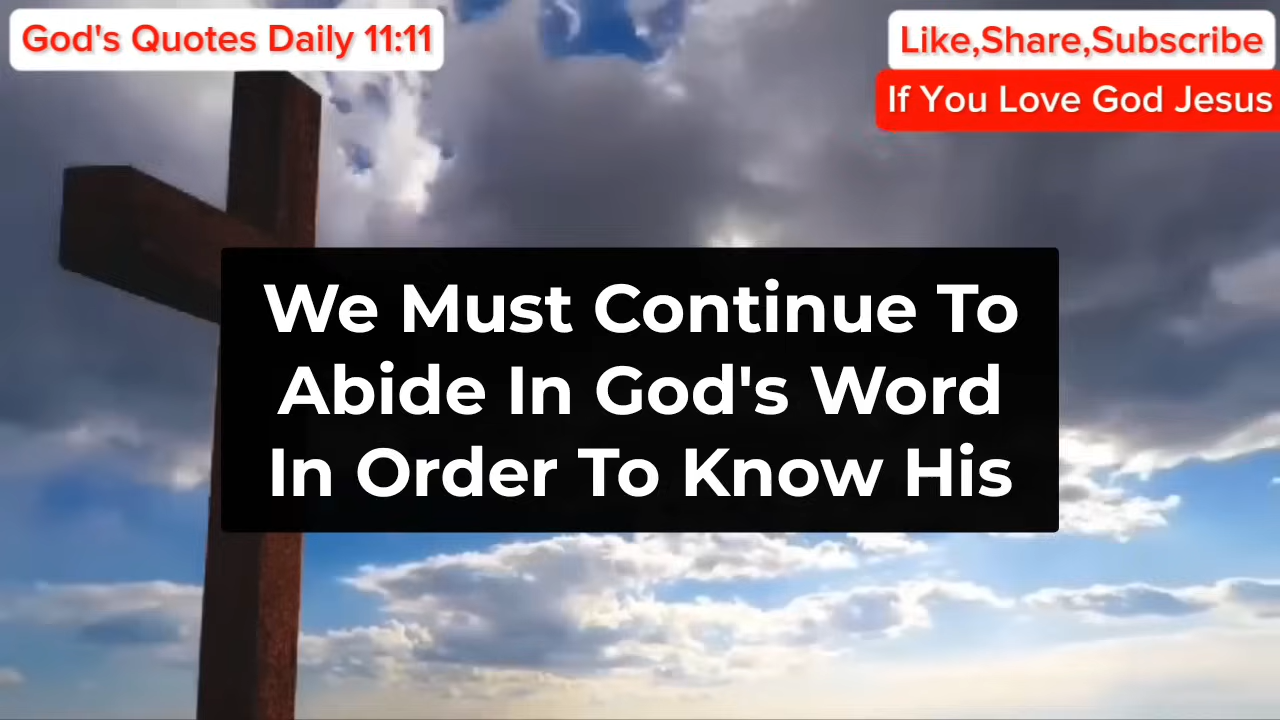 God's Quotes Daily 11:11
Like,Share,Subscribe
If You Love God Jesus
We Must Continue To
Abide In God's Word
In Order To Know His